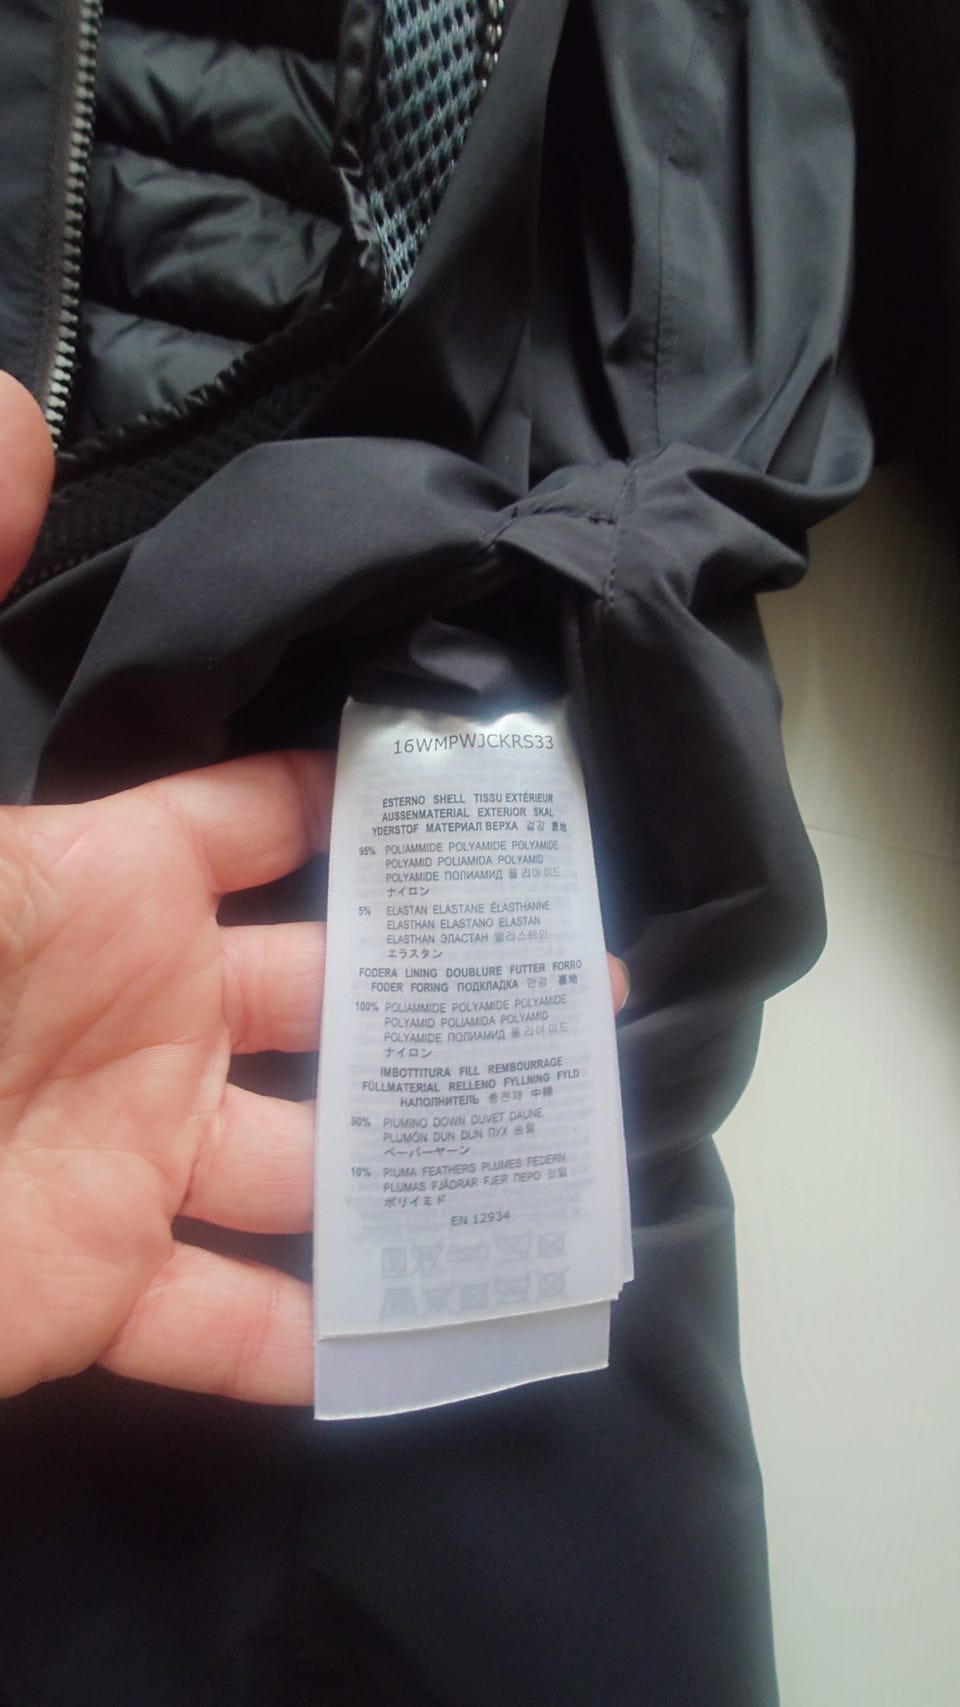 16WMPWJCKRS33
ESTERNO SHELL TISSU EXTÉRIEUR
AUSSENMATERIAL EXTERIOR SKAL
YDERSTOF МАТЕРИАЛ ВЕРХА 겉감 裏地
95% POLIAMMIDE POLYAMIDE POLYAMIDE
POLYAMID POLIAMIDA POLYAMID
POLYAMIDE ПОЛИАМИД 폴리아미드
ナイロン
5% ELASTAN ELASTANE ÉLASTHANNE
ELASTHAN ELASTANO ELASTAN
ELASTHAN ЭЛАСТАН 엘라스테인
エラスタン
FODERA LINING DOUBLURE FUTTER FORRO
FODER FORING ПОДКЛАДКА 안감 裏地
100% POLIAMMIDE POLYAMIDE POLYAMIDE
POLYAMID POLIAMIDA POLYAMID
POLYAMIDE ПОЛИАМИД 폴리아미드
ナイロン
IMBOTTITURA FILL REMBOURRAGE
FÜLLMATERIAL RELLENO FYLLNING FYLD
НАПОЛНИТЕЛЬ 충전재 中綿
90% PIUMINO DOWN DUVET DAUNE
PLUMÓN DUN DUN ПУХ 솜털
ペーパーヤーン
10% PIUMA FEATHERS PLUMES FEDERN
PLUMAS FJÄDRAR FJER ПЕРО 깃털
ポリイミド
EN 12934